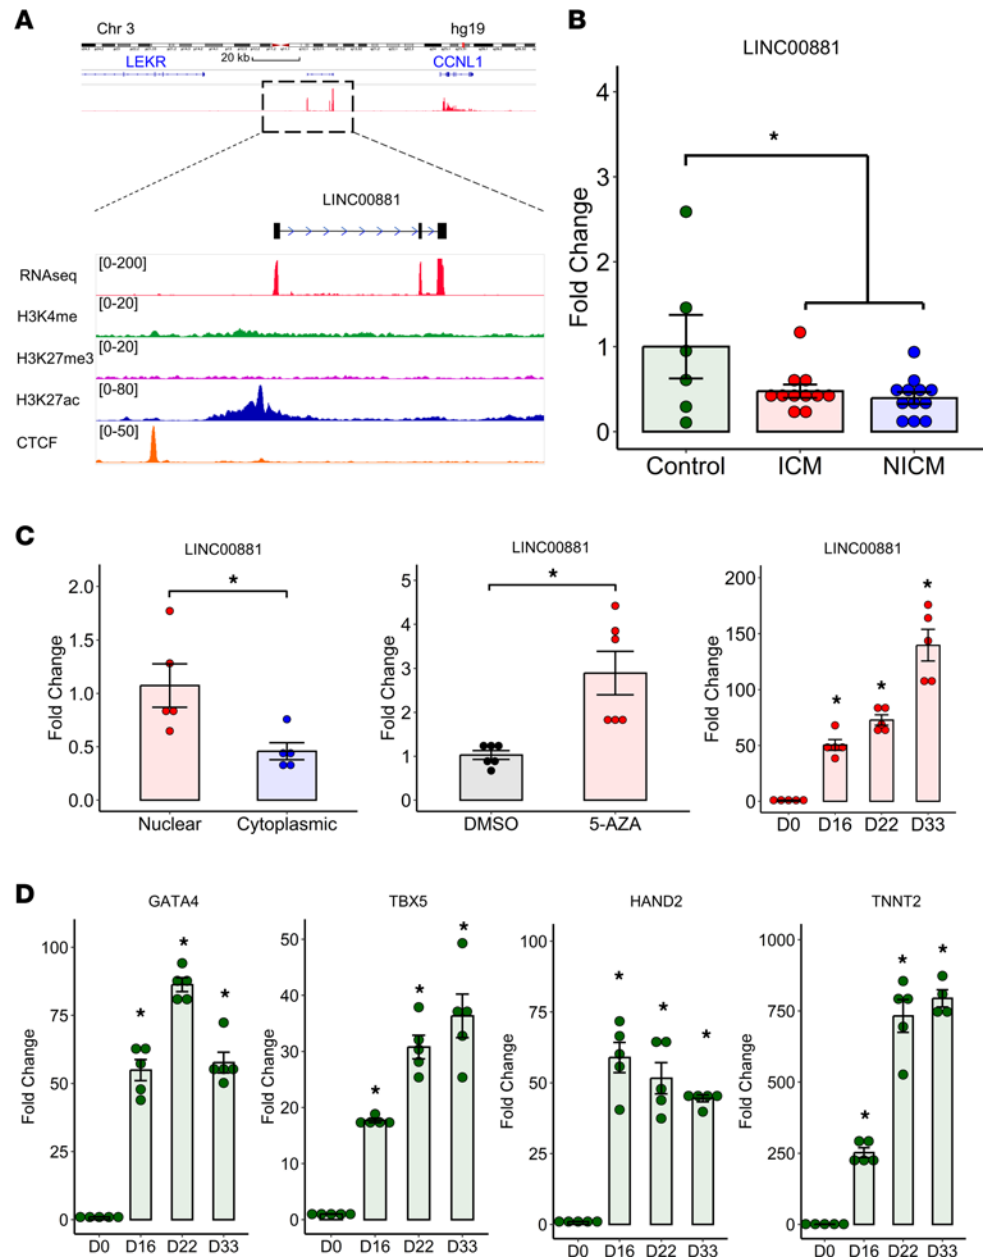 A
Chr 3
hg19
20 kb
LEKR
CCNL1
LINC00881
RNAseq
[0-200]
H3K4me
[0-20]
H3K27me3
[0-20]
H3K27ac
[0-80]
CTCF
[0-50]
B
LINC00881
Fold Change
4
3
2
1
0
*
Control
ICM
NICM
C
LINC00881
Fold Change
2.0
1.5
1.0
0.5
0.0
*
Nuclear
Cytoplasmic
LINC00881
Fold Change
5
4
3
2
1
0
*
DMSO
5-AZA
LINC00881
Fold Change
200
150
100
50
0
*
*
*
D0
D16
D22
D33
D
GATA4
Fold Change
100
75
50
25
0
*
*
*
D0
D16
D22
D33
TBX5
Fold Change
50
40
30
20
10
0
*
*
*
D0
D16
D22
D33
HAND2
Fold Change
100
75
50
25
0
*
*
*
D0
D16
D22
D33
TNNT2
Fold Change
1000
750
500
250
0
*
*
*
D0
D16
D22
D33